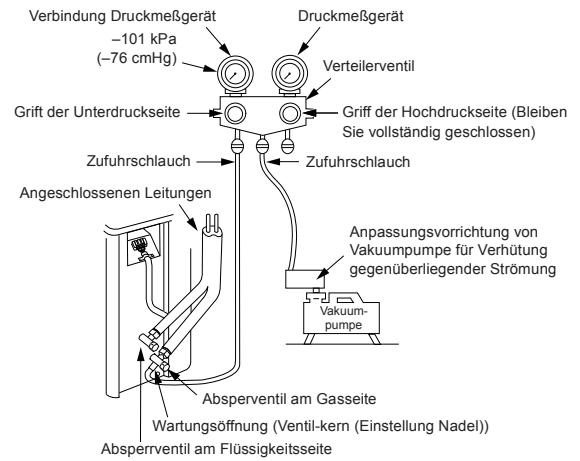 Verbindung Druckmeßgerät
Druckmeßgerät
–101 kPa
(–76 cmHg)
Verteilerventil
Grift der Unterdruckseite
Griff der Hochdruckseite (Bleiben
Sie vollständig geschlossen)
Zufuhrschlauch
Zufuhrschlauch
Angeschlossenen Leitungen
Anpassungsvorrichtung von
Vakuumpumpe für Verhütung
gegenüberliegender Strömung
Vakuum-
pumpe
Absperventil am Gasseite
Wartungsöffnung (Ventil-kern (Einstellung Nadel))
Absperventil am Flüssigkeitsseite